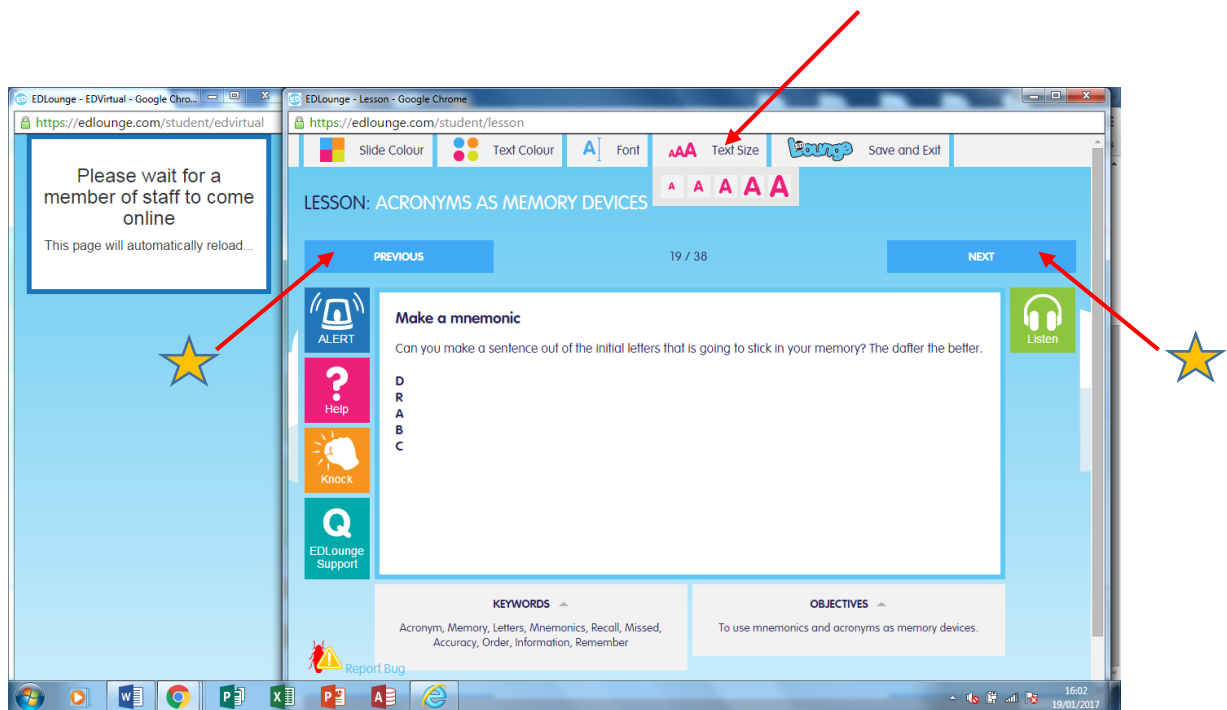 EDLounge - EDVirtual - Google Chro...
https://edlounge.com/student/edvirtual
Please wait for a
member of staff to come
online
This page will automatically reload...
EDLounge - Lesson - Google Chrome
https://edlounge.com/student/lesson
Slide Colour
Text Colour
A Font
AAA Text Size
EDLounge Save and Exit
A A A A A
LESSON: ACRONYMS AS MEMORY DEVICES
PREVIOUS
19 / 38
NEXT
ALERT
Help
Knock
Q
EDLounge
Support
Make a mnemonic
Can you make a sentence out of the initial letters that is going to stick in your memory? The dafter the better.
D
R
A
B
C
Listen
KEYWORDS
Acronym, Memory, Letters, Mnemonics, Recall, Missed,
Accuracy, Order, Information, Remember
OBJECTIVES
To use mnemonics and acronyms as memory devices.
Report Bug
16:02
19/01/2017